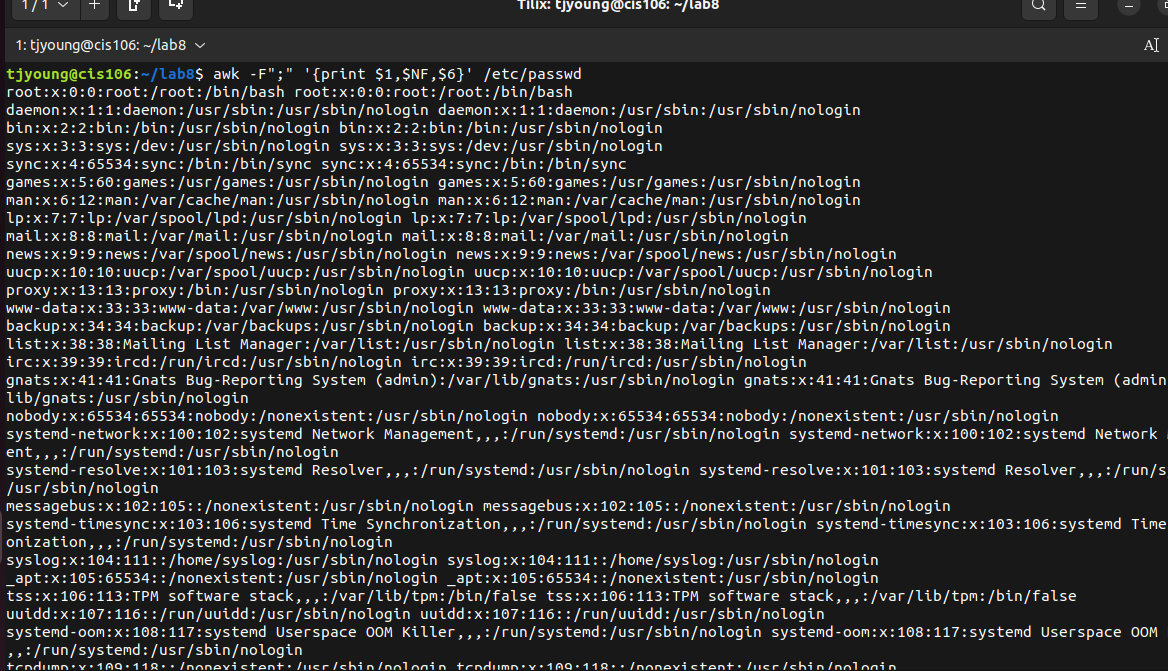 1 / 1
Tilix: tjyoung@cis106: ~/lab8
1: tjyoung@cis106: ~/lab8
tjyoung@cis106:~/lab8$ awk -F";" '{print $1,$NF,$6}' /etc/passwd
root:x:0:0:root:/root:/bin/bash root:x:0:0:root:/root:/bin/bash
daemon:x:1:1:daemon:/usr/sbin:/usr/sbin/nologin daemon:x:1:1:daemon:/usr/sbin:/usr/sbin/nologin
bin:x:2:2:bin:/bin:/usr/sbin/nologin bin:x:2:2:bin:/bin:/usr/sbin/nologin
sys:x:3:3:sys:/dev:/usr/sbin/nologin sys:x:3:3:sys:/dev:/usr/sbin/nologin
sync:x:4:65534:sync:/bin:/bin/sync sync:x:4:65534:sync:/bin:/bin/sync
games:x:5:60:games:/usr/games:/usr/sbin/nologin games:x:5:60:games:/usr/games:/usr/sbin/nologin
man:x:6:12:man:/var/cache/man:/usr/sbin/nologin man:x:6:12:man:/var/cache/man:/usr/sbin/nologin
lp:x:7:7:lp:/var/spool/lpd:/usr/sbin/nologin lp:x:7:7:lp:/var/spool/lpd:/usr/sbin/nologin
mail:x:8:8:mail:/var/mail:/usr/sbin/nologin mail:x:8:8:mail:/var/mail:/usr/sbin/nologin
news:x:9:9:news:/var/spool/news:/usr/sbin/nologin news:x:9:9:news:/var/spool/news:/usr/sbin/nologin
uucp:x:10:10:uucp:/var/spool/uucp:/usr/sbin/nologin uucp:x:10:10:uucp:/var/spool/uucp:/usr/sbin/nologin
proxy:x:13:13:proxy:/bin:/usr/sbin/nologin proxy:x:13:13:proxy:/bin:/usr/sbin/nologin
www-data:x:33:33:www-data:/var/www:/usr/sbin/nologin www-data:x:33:33:www-data:/var/www:/usr/sbin/nologin
backup:x:34:34:backup:/var/backups:/usr/sbin/nologin backup:x:34:34:backup:/var/backups:/usr/sbin/nologin
list:x:38:38:Mailing List Manager:/var/list:/usr/sbin/nologin list:x:38:38:Mailing List Manager:/var/list:/usr/sbin/nologin
irc:x:39:39:ircd:/run/ircd:/usr/sbin/nologin irc:x:39:39:ircd:/run/ircd:/usr/sbin/nologin
gnats:x:41:41:Gnats Bug-Reporting System (admin):/var/lib/gnats:/usr/sbin/nologin gnats:x:41:41:Gnats Bug-Reporting System (admin
lib/gnats:/usr/sbin/nologin
nobody:x:65534:65534:nobody:/nonexistent:/usr/sbin/nologin nobody:x:65534:65534:nobody:/nonexistent:/usr/sbin/nologin
systemd-network:x:100:102:systemd Network Management,,,:/run/systemd:/usr/sbin/nologin systemd-network:x:100:102:systemd Network
ent,,,:/run/systemd:/usr/sbin/nologin
systemd-resolve:x:101:103:systemd Resolver,,,:/run/systemd:/usr/sbin/nologin systemd-resolve:x:101:103:systemd Resolver,,,:/run/s
/usr/sbin/nologin
messagebus:x:102:105::/nonexistent:/usr/sbin/nologin messagebus:x:102:105::/nonexistent:/usr/sbin/nologin
systemd-timesync:x:103:106:systemd Time Synchronization,,,:/run/systemd:/usr/sbin/nologin systemd-timesync:x:103:106:systemd Time
onization,,,:/run/systemd:/usr/sbin/nologin
syslog:x:104:111::/home/syslog:/usr/sbin/nologin syslog:x:104:111::/home/syslog:/usr/sbin/nologin
_apt:x:105:65534::/nonexistent:/usr/sbin/nologin _apt:x:105:65534::/nonexistent:/usr/sbin/nologin
tss:x:106:113:TPM software stack,,,:/var/lib/tpm:/bin/false tss:x:106:113:TPM software stack,,,:/var/lib/tpm:/bin/false
uuidd:x:107:116::/run/uuidd:/usr/sbin/nologin uuidd:x:107:116::/run/uuidd:/usr/sbin/nologin
systemd-oom:x:108:117:systemd Userspace OOM Killer,,,:/run/systemd:/usr/sbin/nologin systemd-oom:x:108:117:systemd Userspace OOM
,,:/run/systemd:/usr/sbin/nologin
tcpdump:x:109:118::/nonexistent:/usr/sbin/nologin tcpdump:x:109:118::/nonexistent:/usr/sbin/nologin